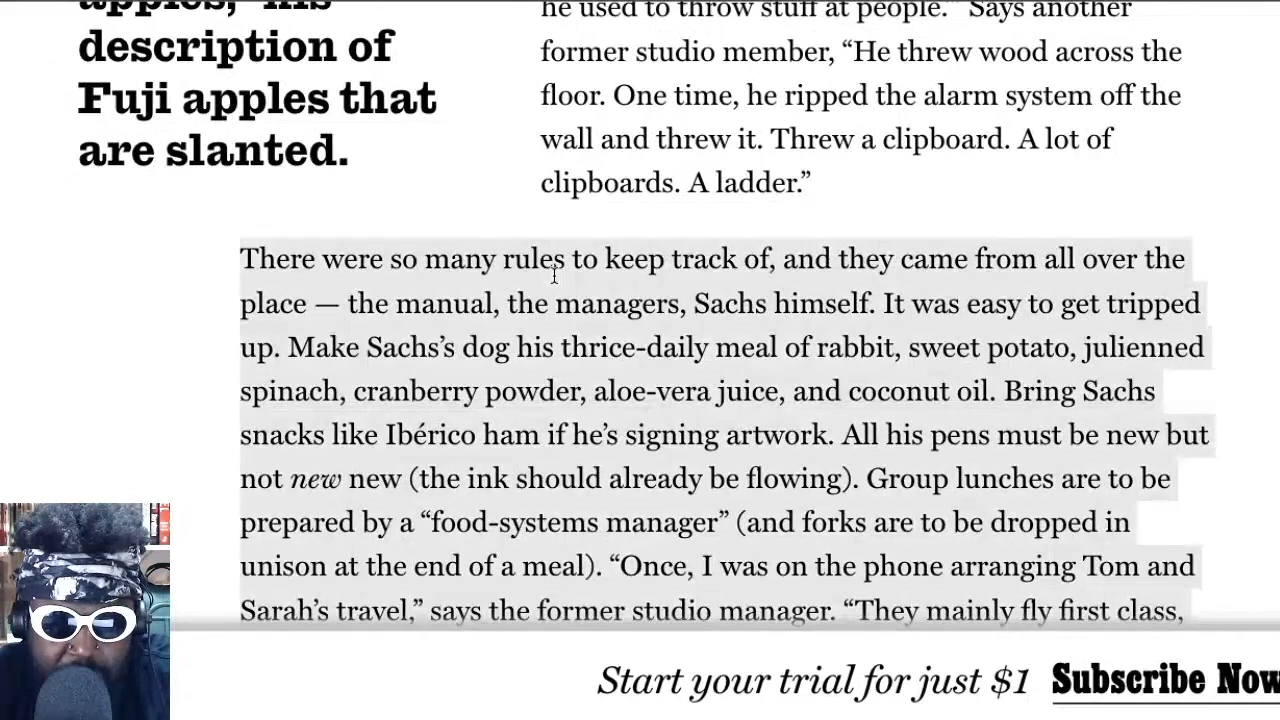 apples," his
description of
Fuji apples that
are slanted.
he used to throw stuff at people.” Says another
former studio member, “He threw wood across the
floor. One time, he ripped the alarm system off the
wall and threw it. Threw a clipboard. A lot of
clipboards. A ladder.”
There were so many rules to keep track of, and they came from all over the
place — the manual, the managers, Sachs himself. It was easy to get tripped
up. Make Sachs’s dog his thrice-daily meal of rabbit, sweet potato, julienned
spinach, cranberry powder, aloe-vera juice, and coconut oil. Bring Sachs
snacks like Ibérico ham if he’s signing artwork. All his pens must be new but
not new new (the ink should already be flowing). Group lunches are to be
prepared by a “food-systems manager” (and forks are to be dropped in
unison at the end of a meal). “Once, I was on the phone arranging Tom and
Sarah’s travel,” says the former studio manager. “They mainly fly first class,
Start your trial for just $1 Subscribe Now